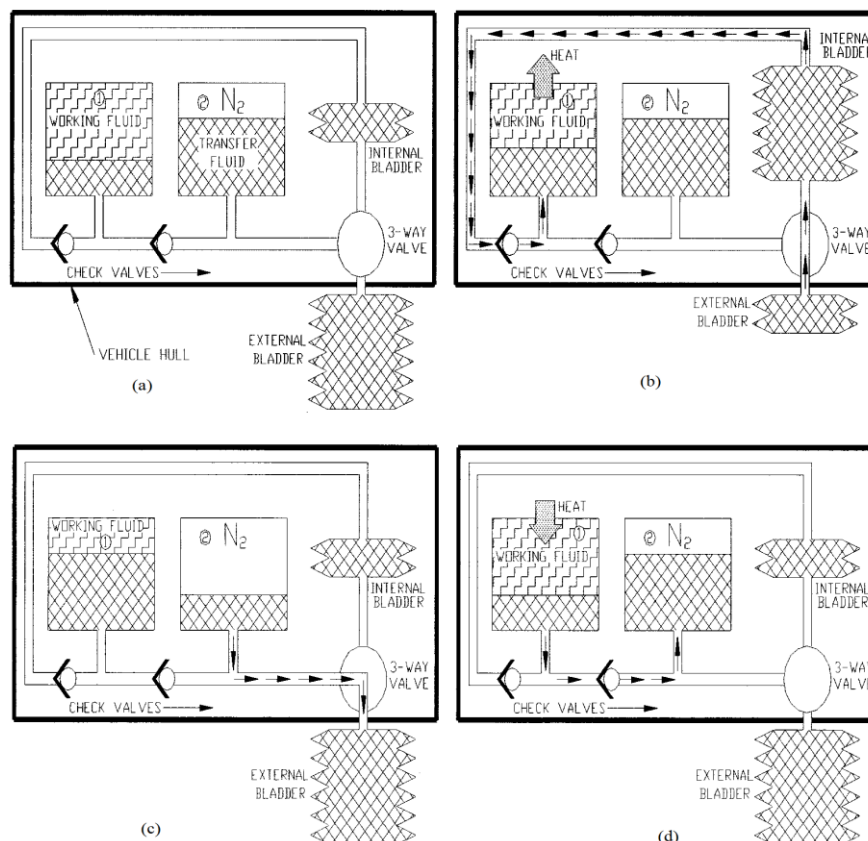 ①
WORKING FLUID
② N2
TRANSFER
FLUID
INTERNAL
BLADDER
3-WAY
VALVE
CHECK VALVES
EXTERNAL
BLADDER
VEHICLE HULL
(a)
INTERNAL
BLADDER
HEAT
①
WORKING FLUID
② N2
3-WAY
VALVE
CHECK VALVES
EXTERNAL
BLADDER
(b)
WORKING FLUID
①
② N2
INTERNAL
BLADDER
3-WAY
VALVE
CHECK VALVES
EXTERNAL
BLADDER
(c)
HEAT
①
WORKING FLUID
② N2
INTERNAL
BLADDER
3-WAY
VALVE
CHECK VALVES
EXTERNAL
BLADDER
(d)